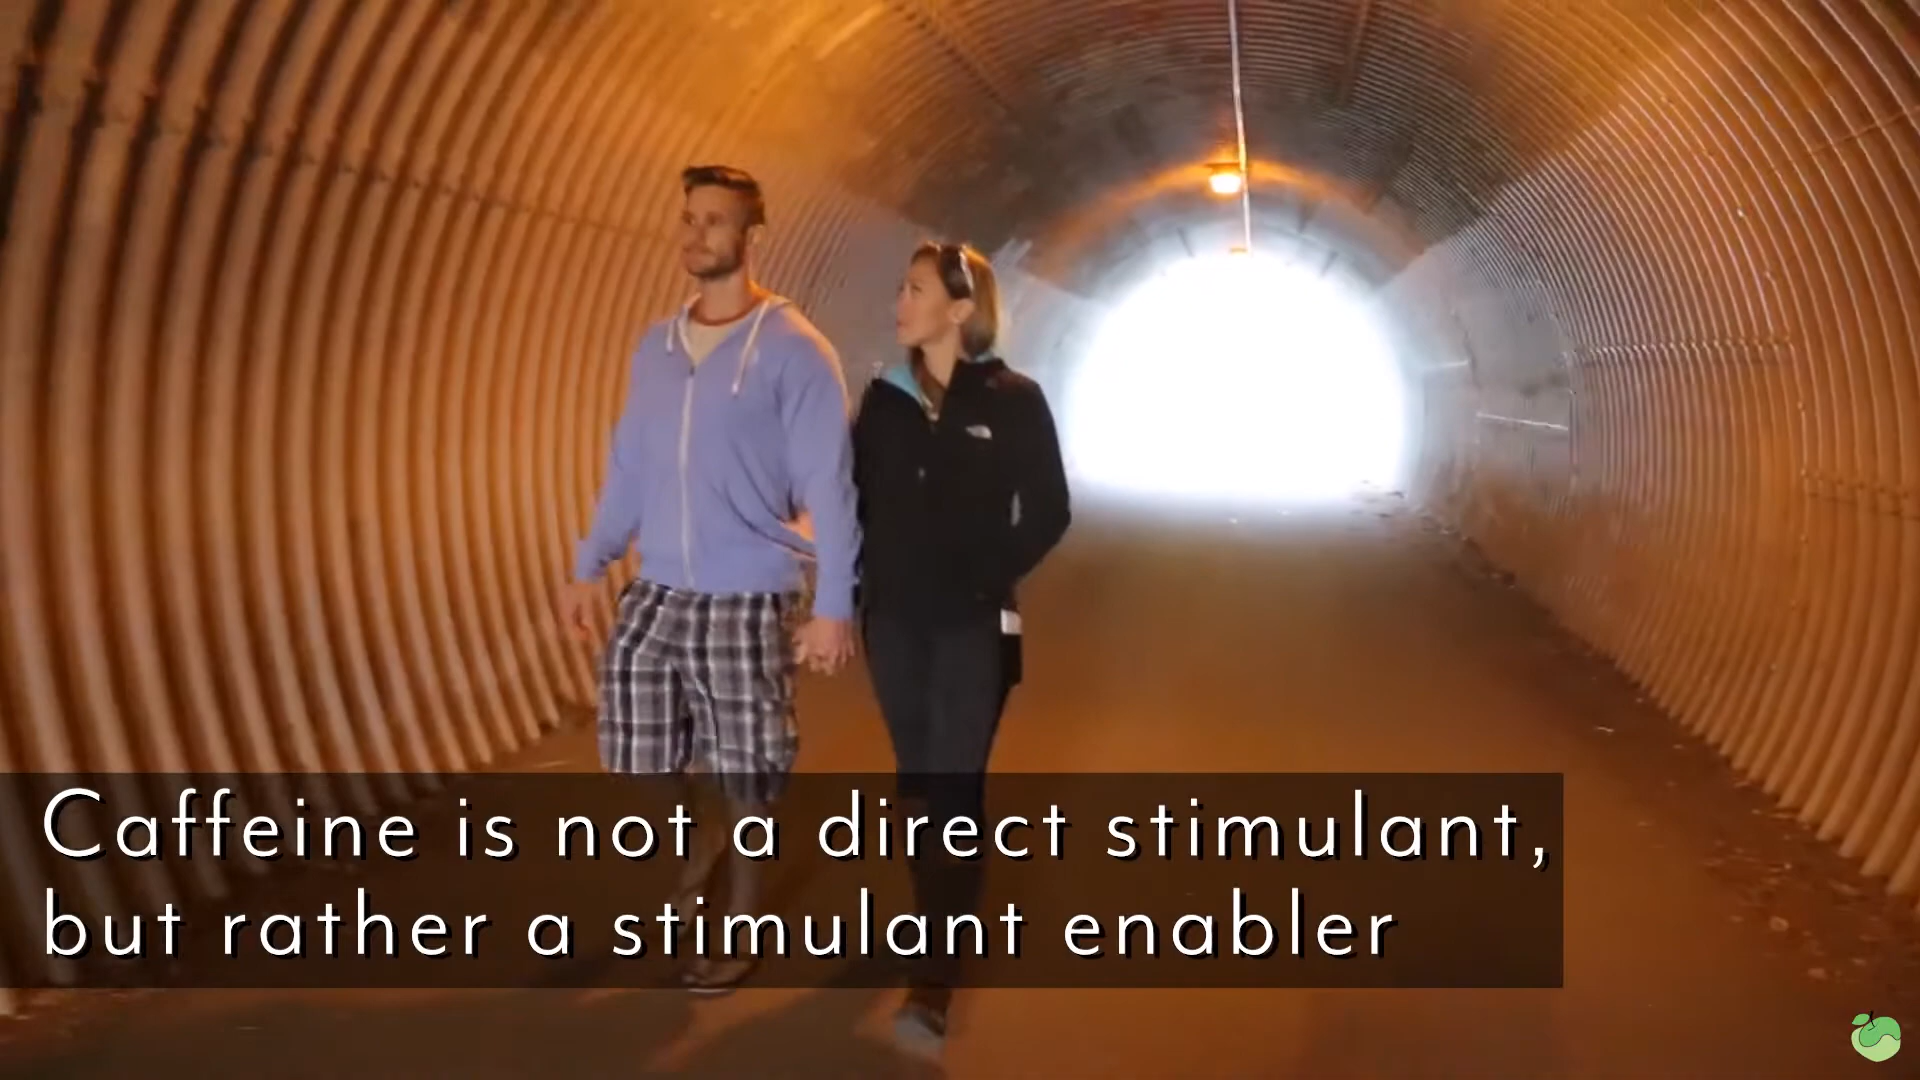 Caffeine is not a direct stimulant,
but rather a stimulant enabler